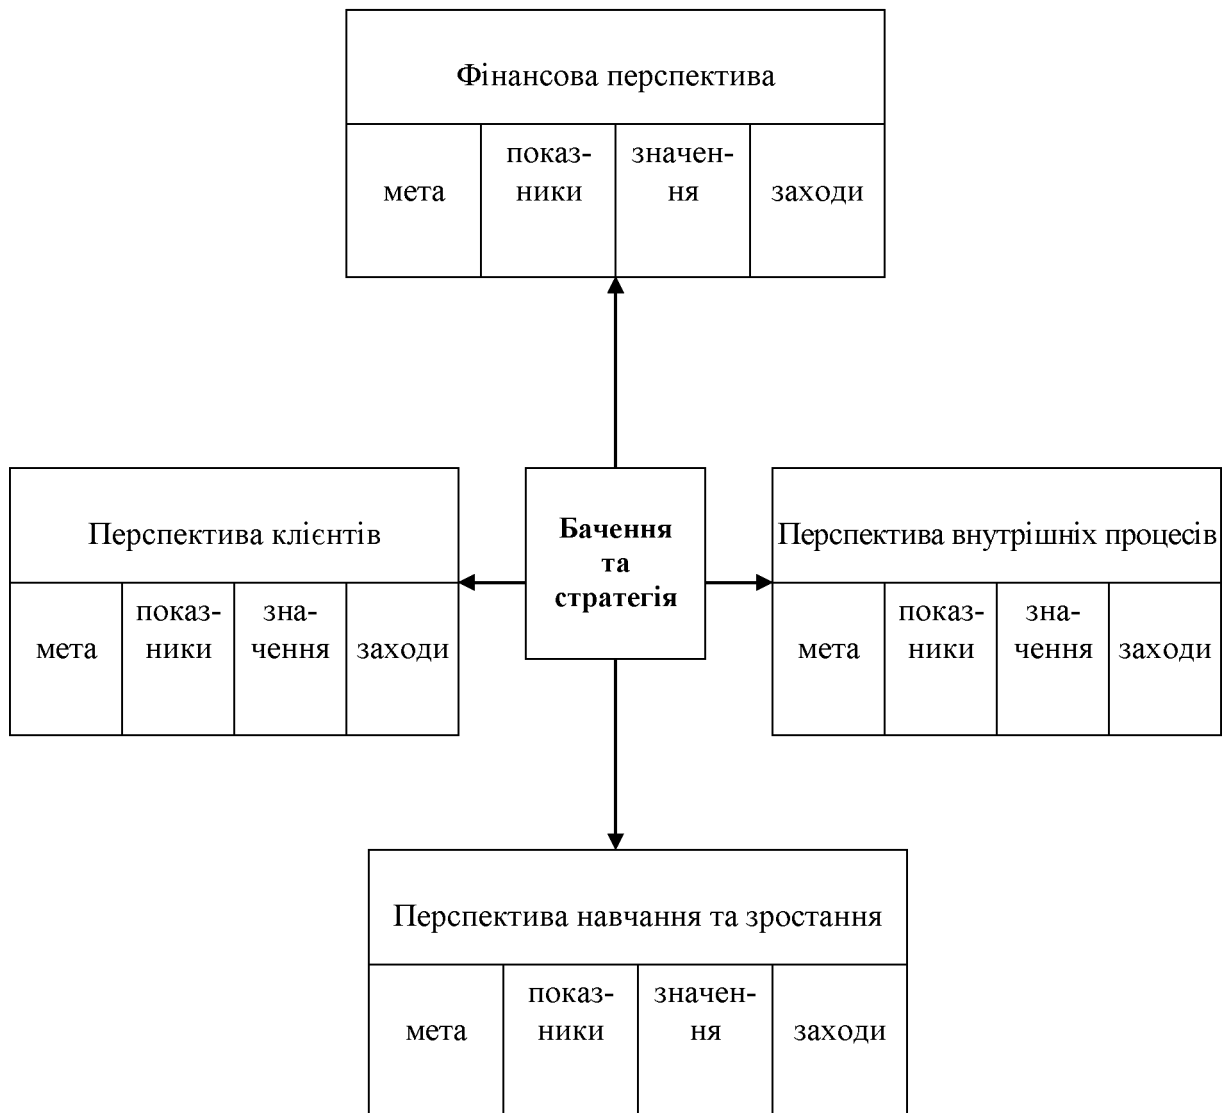 Фінансова перспектива
мета
показ-
ники
значен-
ня
заходи
Перспектива клієнтів
мета
показ-
ники
зна-
чення
заходи
Бачення
та
стратегія
Перспектива внутрішніх процесів
мета
показ-
ники
зна-
чення
заходи
Перспектива навчання та зростання
мета
показ-
ники
значен-
ня
заходи